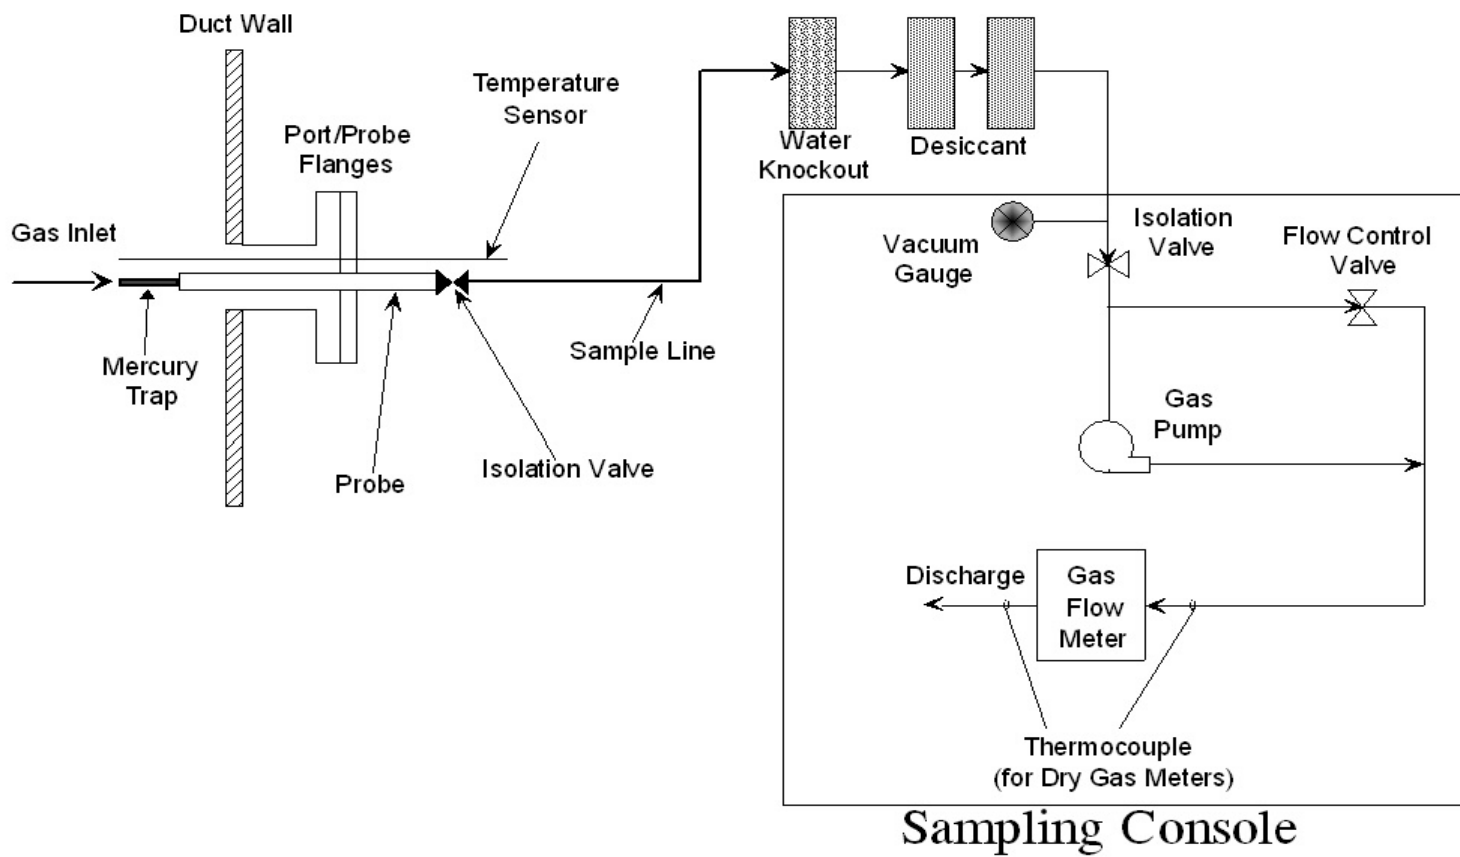 Duct Wall
Temperature
Sensor
Port/Probe
Flanges
Gas Inlet
Mercury
Trap
Probe
Isolation Valve
Sample Line
Water
Knockout
Desiccant
Vacuum
Gauge
Isolation
Valve
Flow Control
Valve
Gas
Pump
Discharge
Gas
Flow
Meter
Thermocouple
(for Dry Gas Meters)
Sampling Console